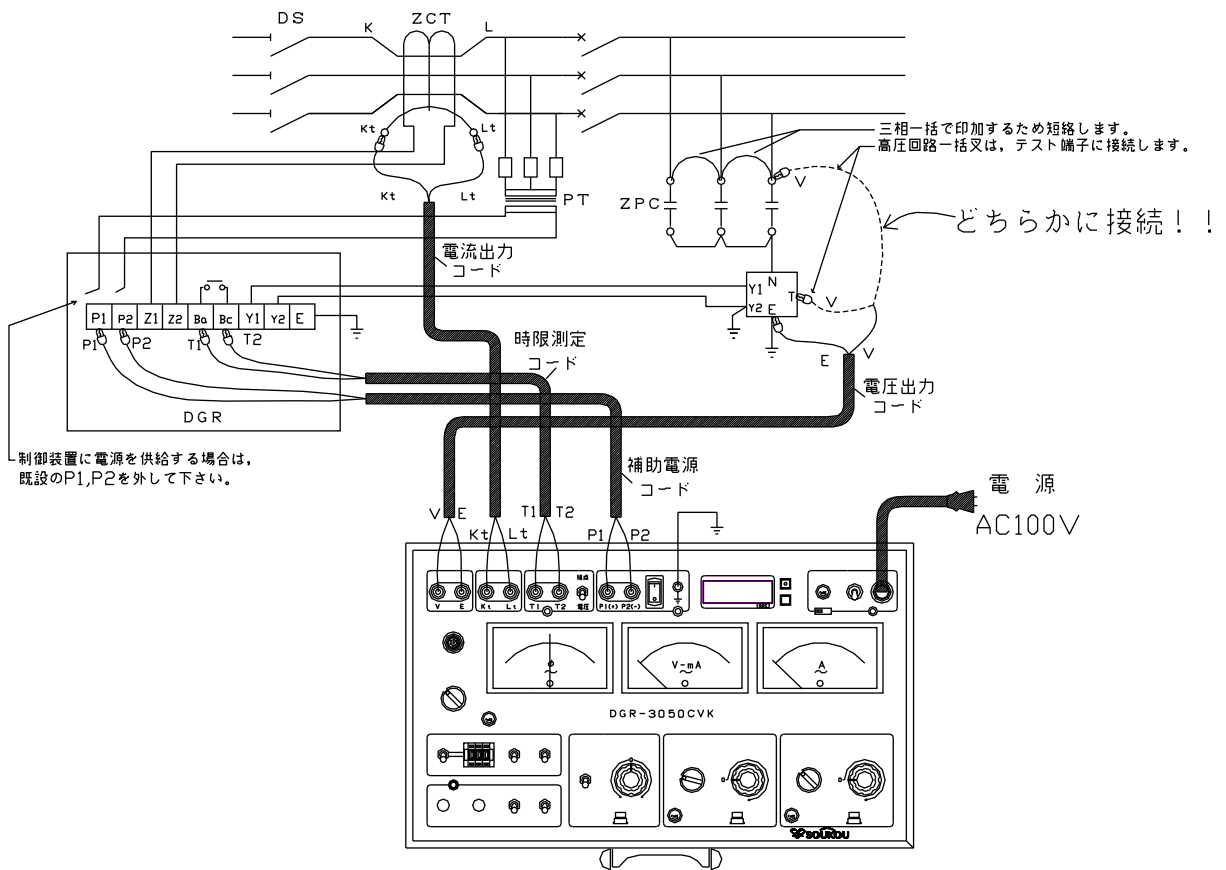 DS
ZCT
K
L
Kt
Lt
三相一括で印加するため短絡します。
高圧回路一括叉は，テスト端子に接続します。
Kt
Lt
PT
ZPC
V
どちらかに接続！！
電流出力
コード
N
Y1
T
Y2
E
V
P1 P2 Z1 Z2 Ba Bc Y1 Y2 E
P1
P2
T1
T2
時限測定
コード
E
V
電圧出力
コード
DGR
制御装置に電源を供給する場合は，
既設のP1,P2を外して下さい。
補助電源
コード
電 源
AC100V
V E
Kt Lt
T1 T2
P1 P2
接点
V E
Kt Lt
T1 T2
電圧
P1(+) P2(-)
φ
V-mA
A
DGR-3050CVK
SOUKOU